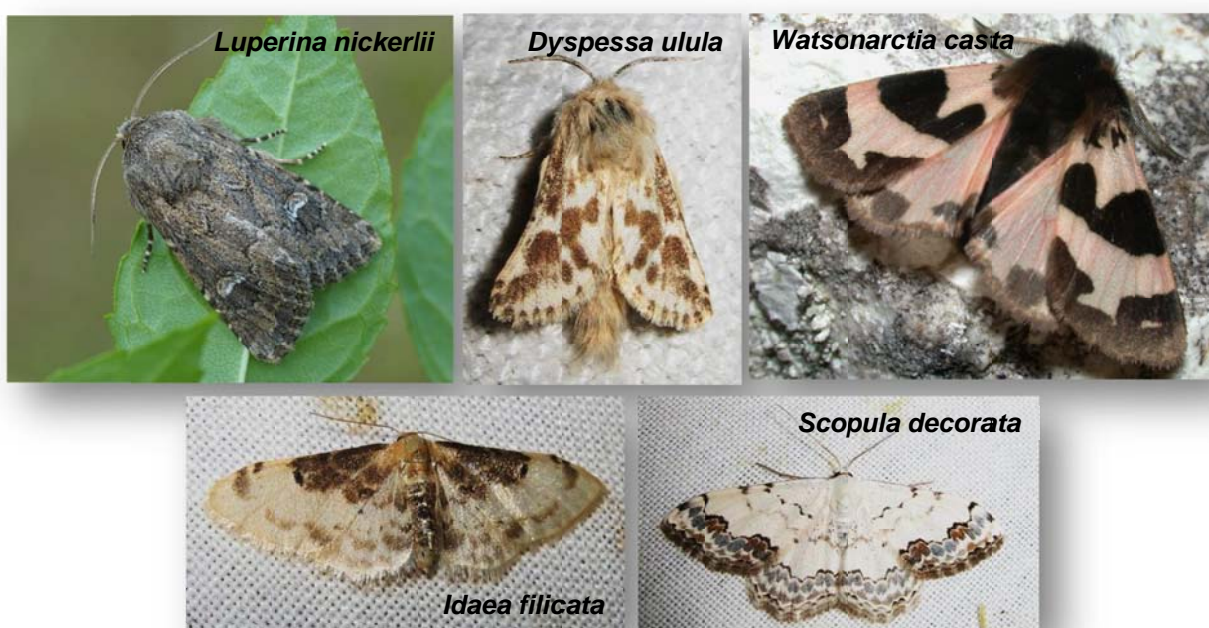 Luperina nickerlii
Dyspessa ulula
Watsonarctia casta
Scopula decorata
Idaea filicata